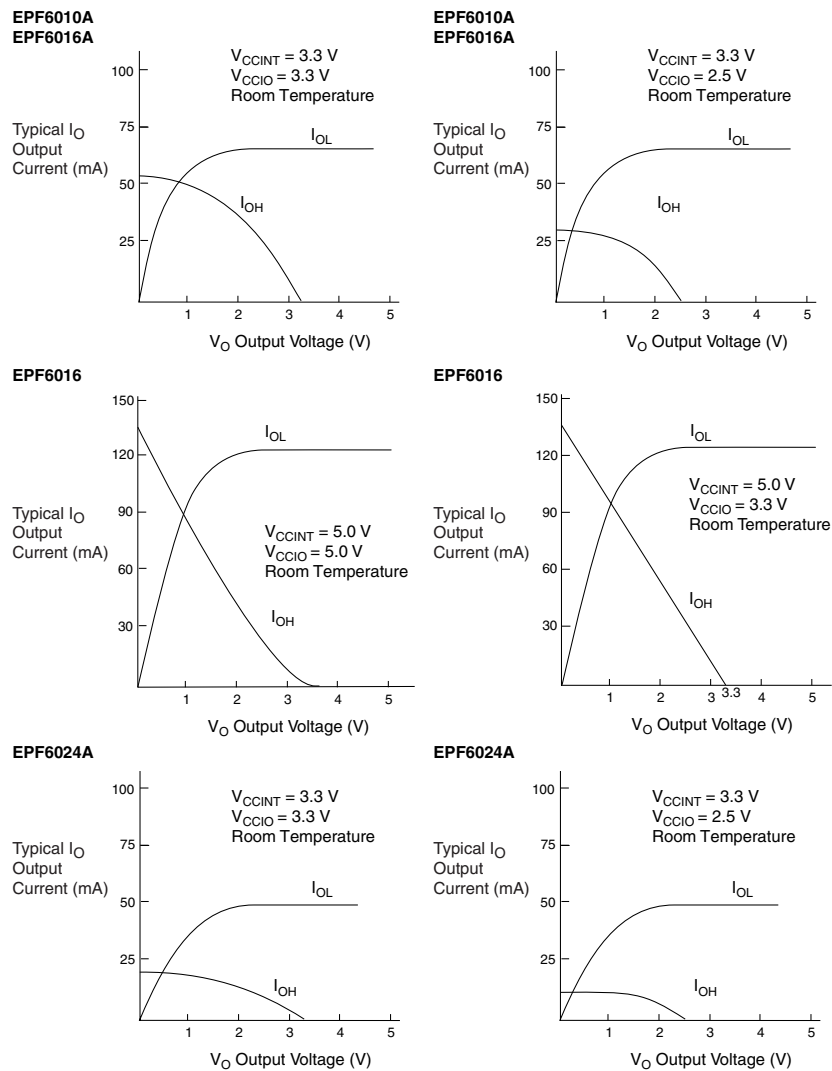 EPF6010A
EPF6016A
VCCINT = 3.3 V
VCCIO = 3.3 V
Room Temperature
100
75
50
25
Typical IO
Output
Current (mA)
IOL
IOH
1 2 3 4 5
VO Output Voltage (V)
EPF6010A
EPF6016A
VCCINT = 3.3 V
VCCIO = 2.5 V
Room Temperature
100
75
50
25
Typical IO
Output
Current (mA)
IOL
IOH
1 2 3 4 5
VO Output Voltage (V)
EPF6016
150
120
90
60
30
Typical IO
Output
Current (mA)
IOL
VCCINT = 5.0 V
VCCIO = 5.0 V
Room Temperature
IOH
1 2 3 4 5
VO Output Voltage (V)
EPF6016
150
120
90
60
30
Typical IO
Output
Current (mA)
IOL
VCCINT = 5.0 V
VCCIO = 3.3 V
Room Temperature
IOH
1 2 3 3.3 4 5
VO Output Voltage (V)
EPF6024A
VCCINT = 3.3 V
VCCIO = 3.3 V
Room Temperature
100
75
50
25
Typical IO
Output
Current (mA)
IOL
IOH
1 2 3 4 5
VO Output Voltage (V)
EPF6024A
VCCINT = 3.3 V
VCCIO = 2.5 V
Room Temperature
100
75
50
25
Typical IO
Output
Current (mA)
IOL
IOH
1 2 3 4 5
VO Output Voltage (V)